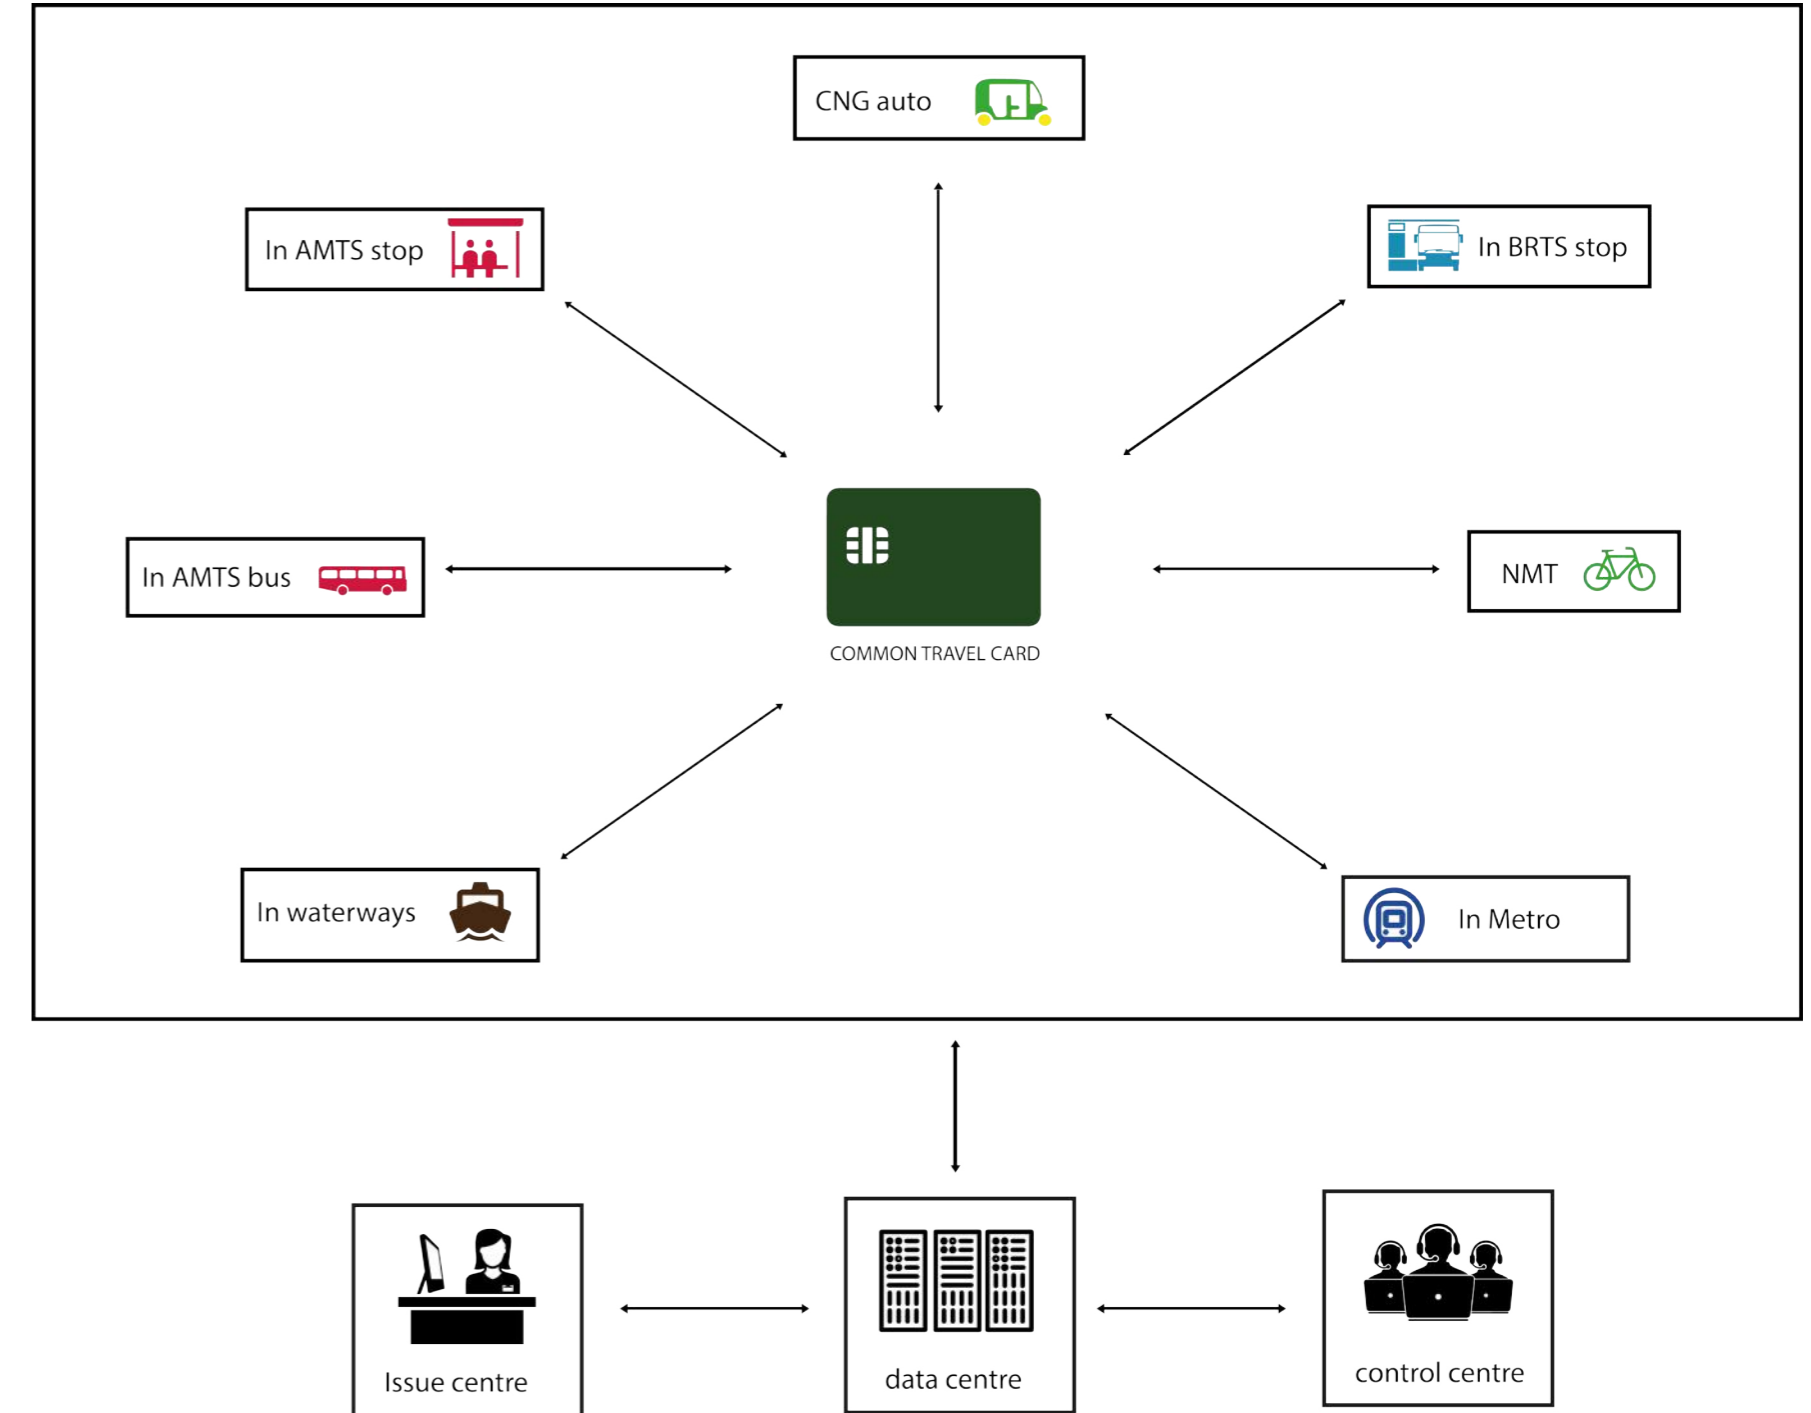 CNG auto
In AMTS stop
In BRTS stop
In AMTS bus
NMT
COMMON TRAVEL CARD
In waterways
In Metro
Issue centre
data centre
control centre